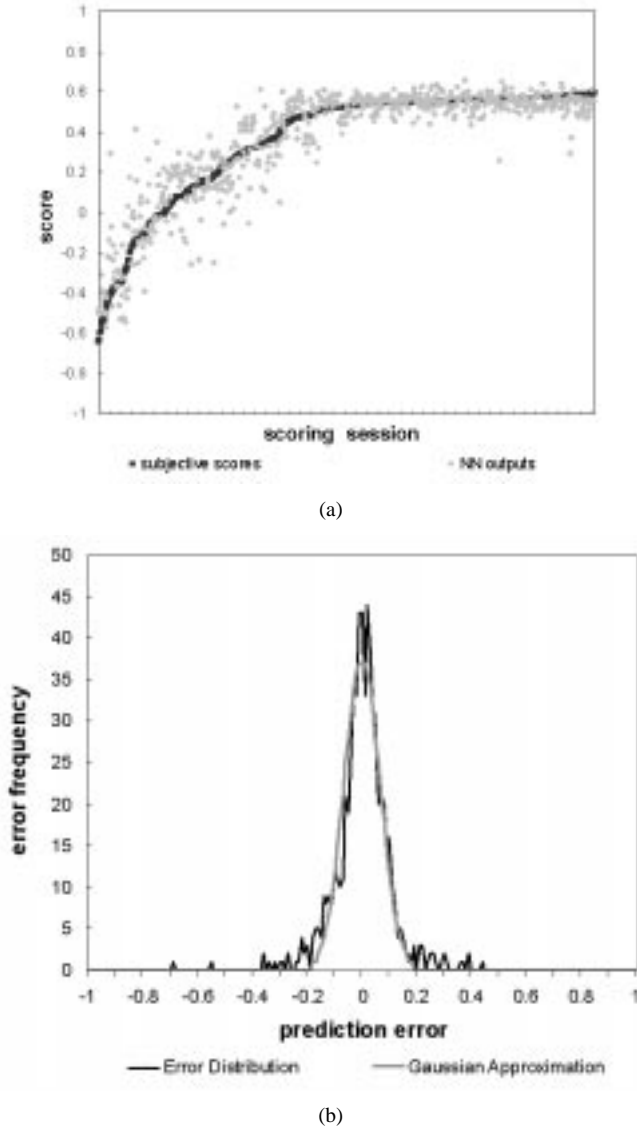 1
0.8
0.6
0.4
0.2
0
-0.2
-0.4
-0.6
-0.8
-1
score
scoring session
subjective scores
NN outputs
(a)
50
45
40
35
30
25
20
15
10
5
0
error frequency
-1 -0.8 -0.6 -0.4 -0.2 0 0.2 0.4 0.6 0.8 1
prediction error
Error Distribution
Gaussian Approximation
(b)